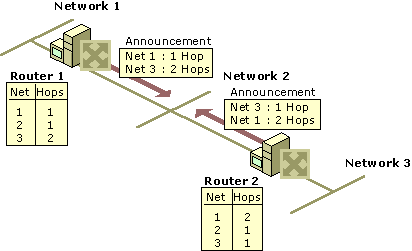 Network 1
Announcement
Net 1 : 1 Hop
Net 3 : 2 Hops
Router 1
Net Hops
1 1
2 1
3 2
Network 2
Announcement
Net 3 : 1 Hop
Net 1 : 2 Hops
Network 3
Router 2
Net Hops
1 2
2 1
3 1